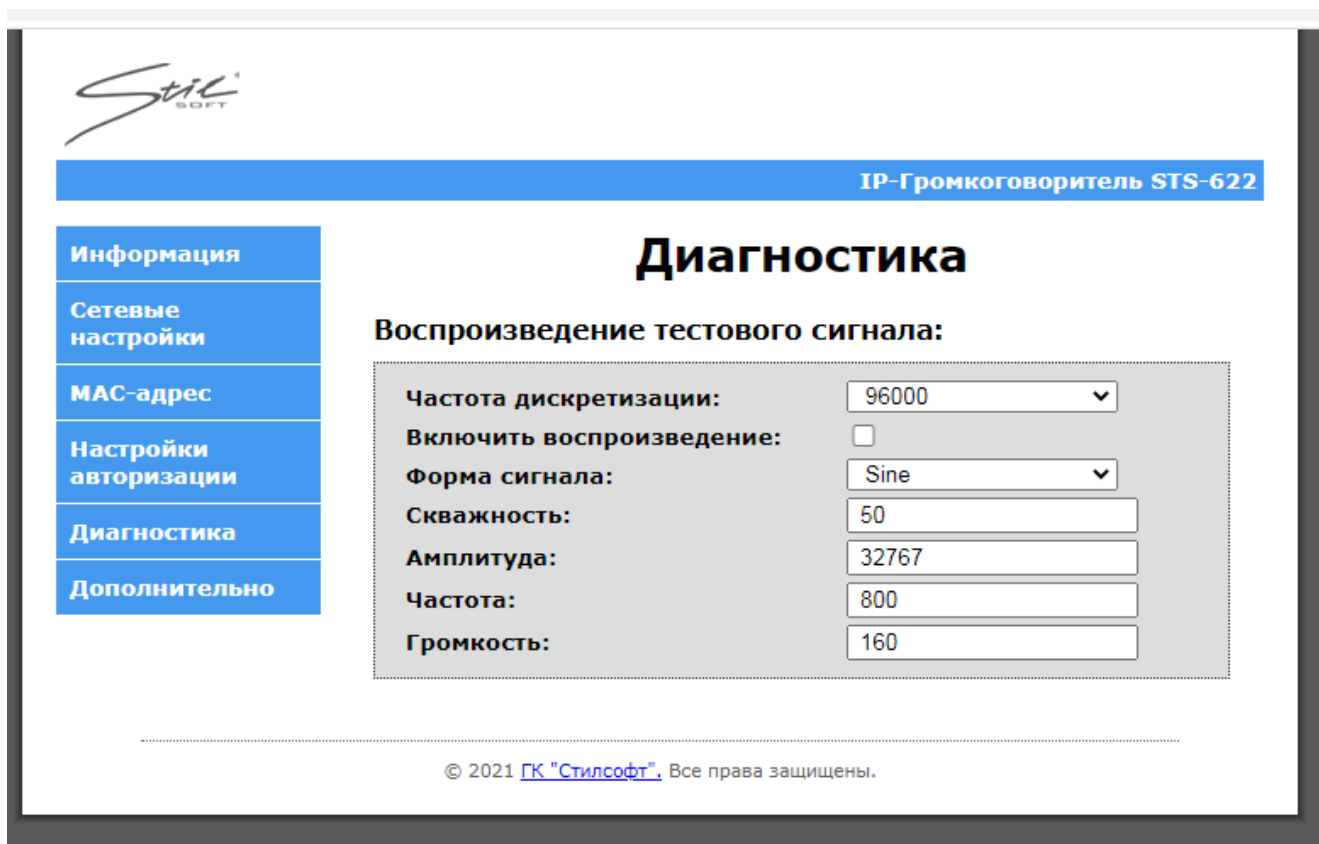 Stil
SOFT
IP-Громкоговоритель STS-622
Информация
Сетевые
настройки
MAC-адрес
Настройки
авторизации
Диагностика
Дополнительно
Диагностика
Воспроизведение тестового сигнала:
Частота дискретизации: 96000
Включить воспроизведение:
Форма сигнала: Sine
Скважность: 50
Амплитуда: 32767
Частота: 800
Громкость: 160
© 2021 ГК "Стилсофт". Все права защищены.